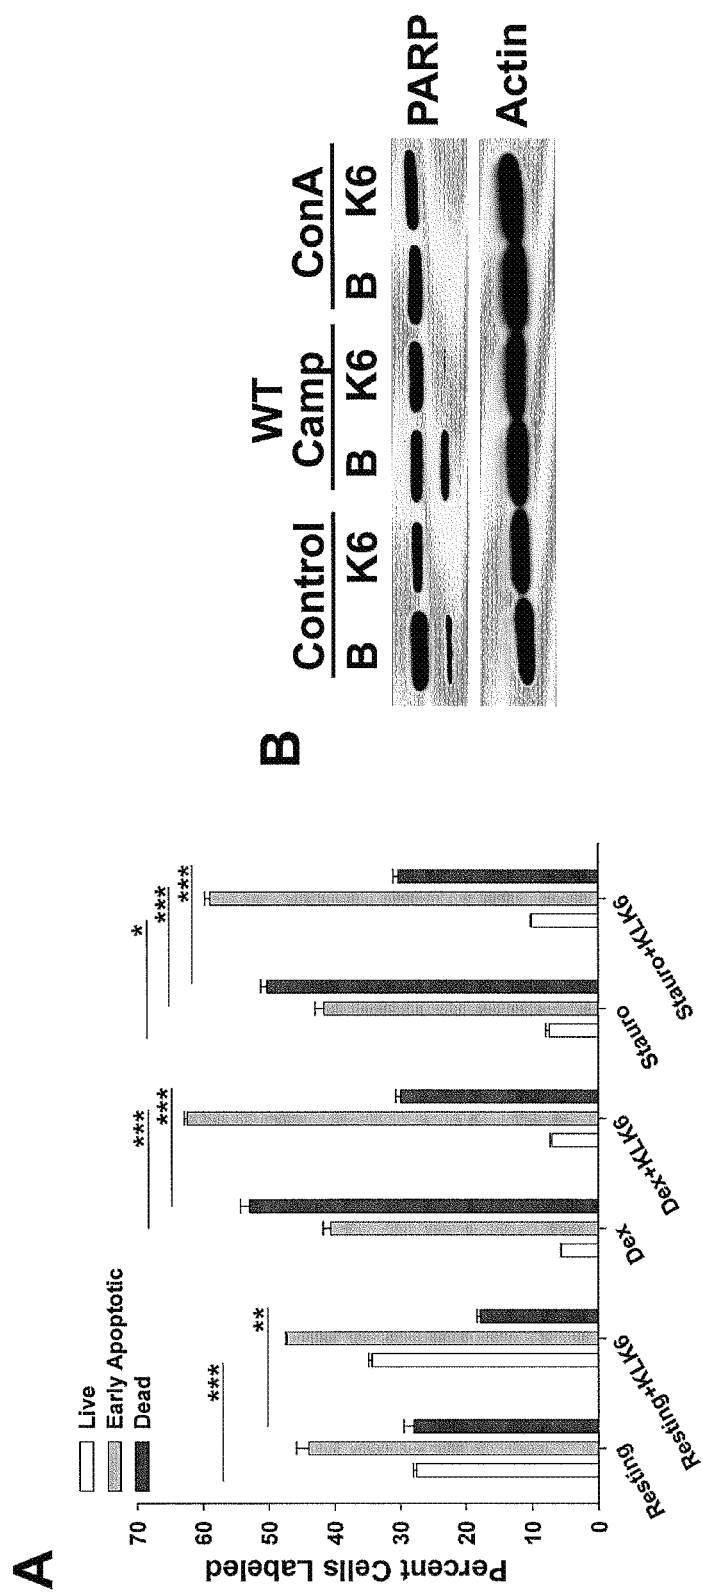 A
Live
Early Apoptotic
Dead
Percent Cells Labeled
70
60
50
40
30
20
10
0
***
**
***
***
*
***
***
Resting
Resting+KLK6
Dex
Dex+KLK6
Stauro
Stauro+KLK6
B
WT
Control Camp ConA
B K6 B K6 B K6
PARP
Actin